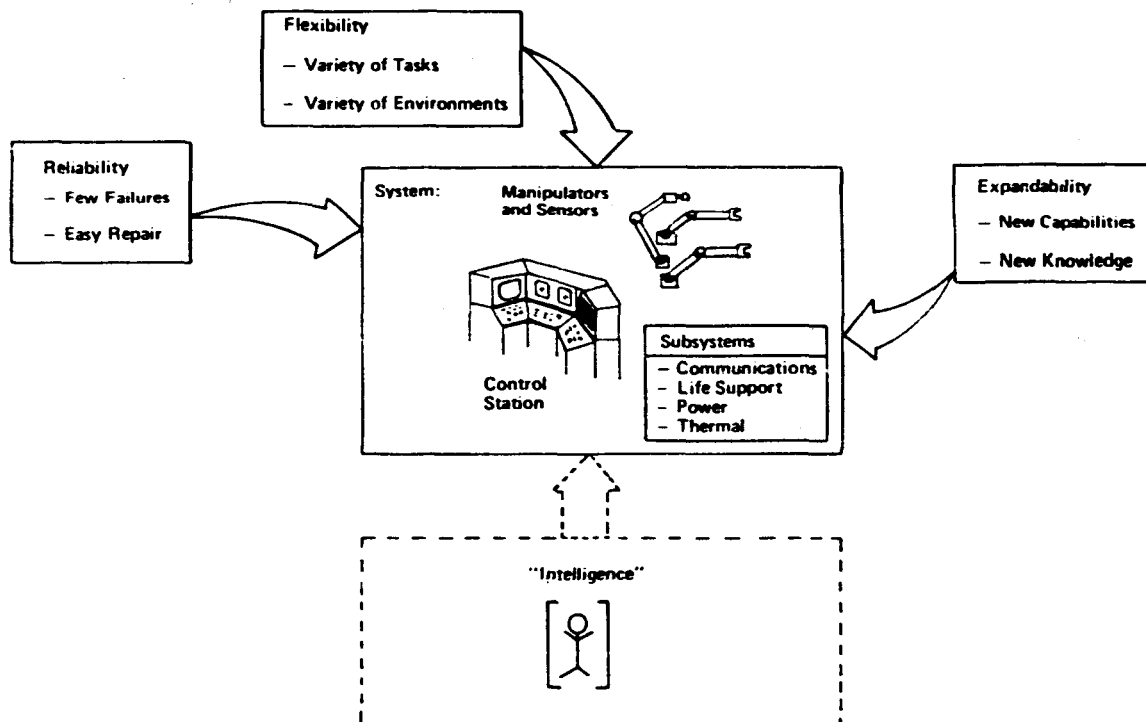 Flexibility
– Variety of Tasks
– Variety of Environments
Reliability
– Few Failures
– Easy Repair
System:
Manipulators
and Sensors
Expandability
– New Capabilities
– New Knowledge
Control
Station
Subsystems
– Communications
– Life Support
– Power
– Thermal
"Intelligence"